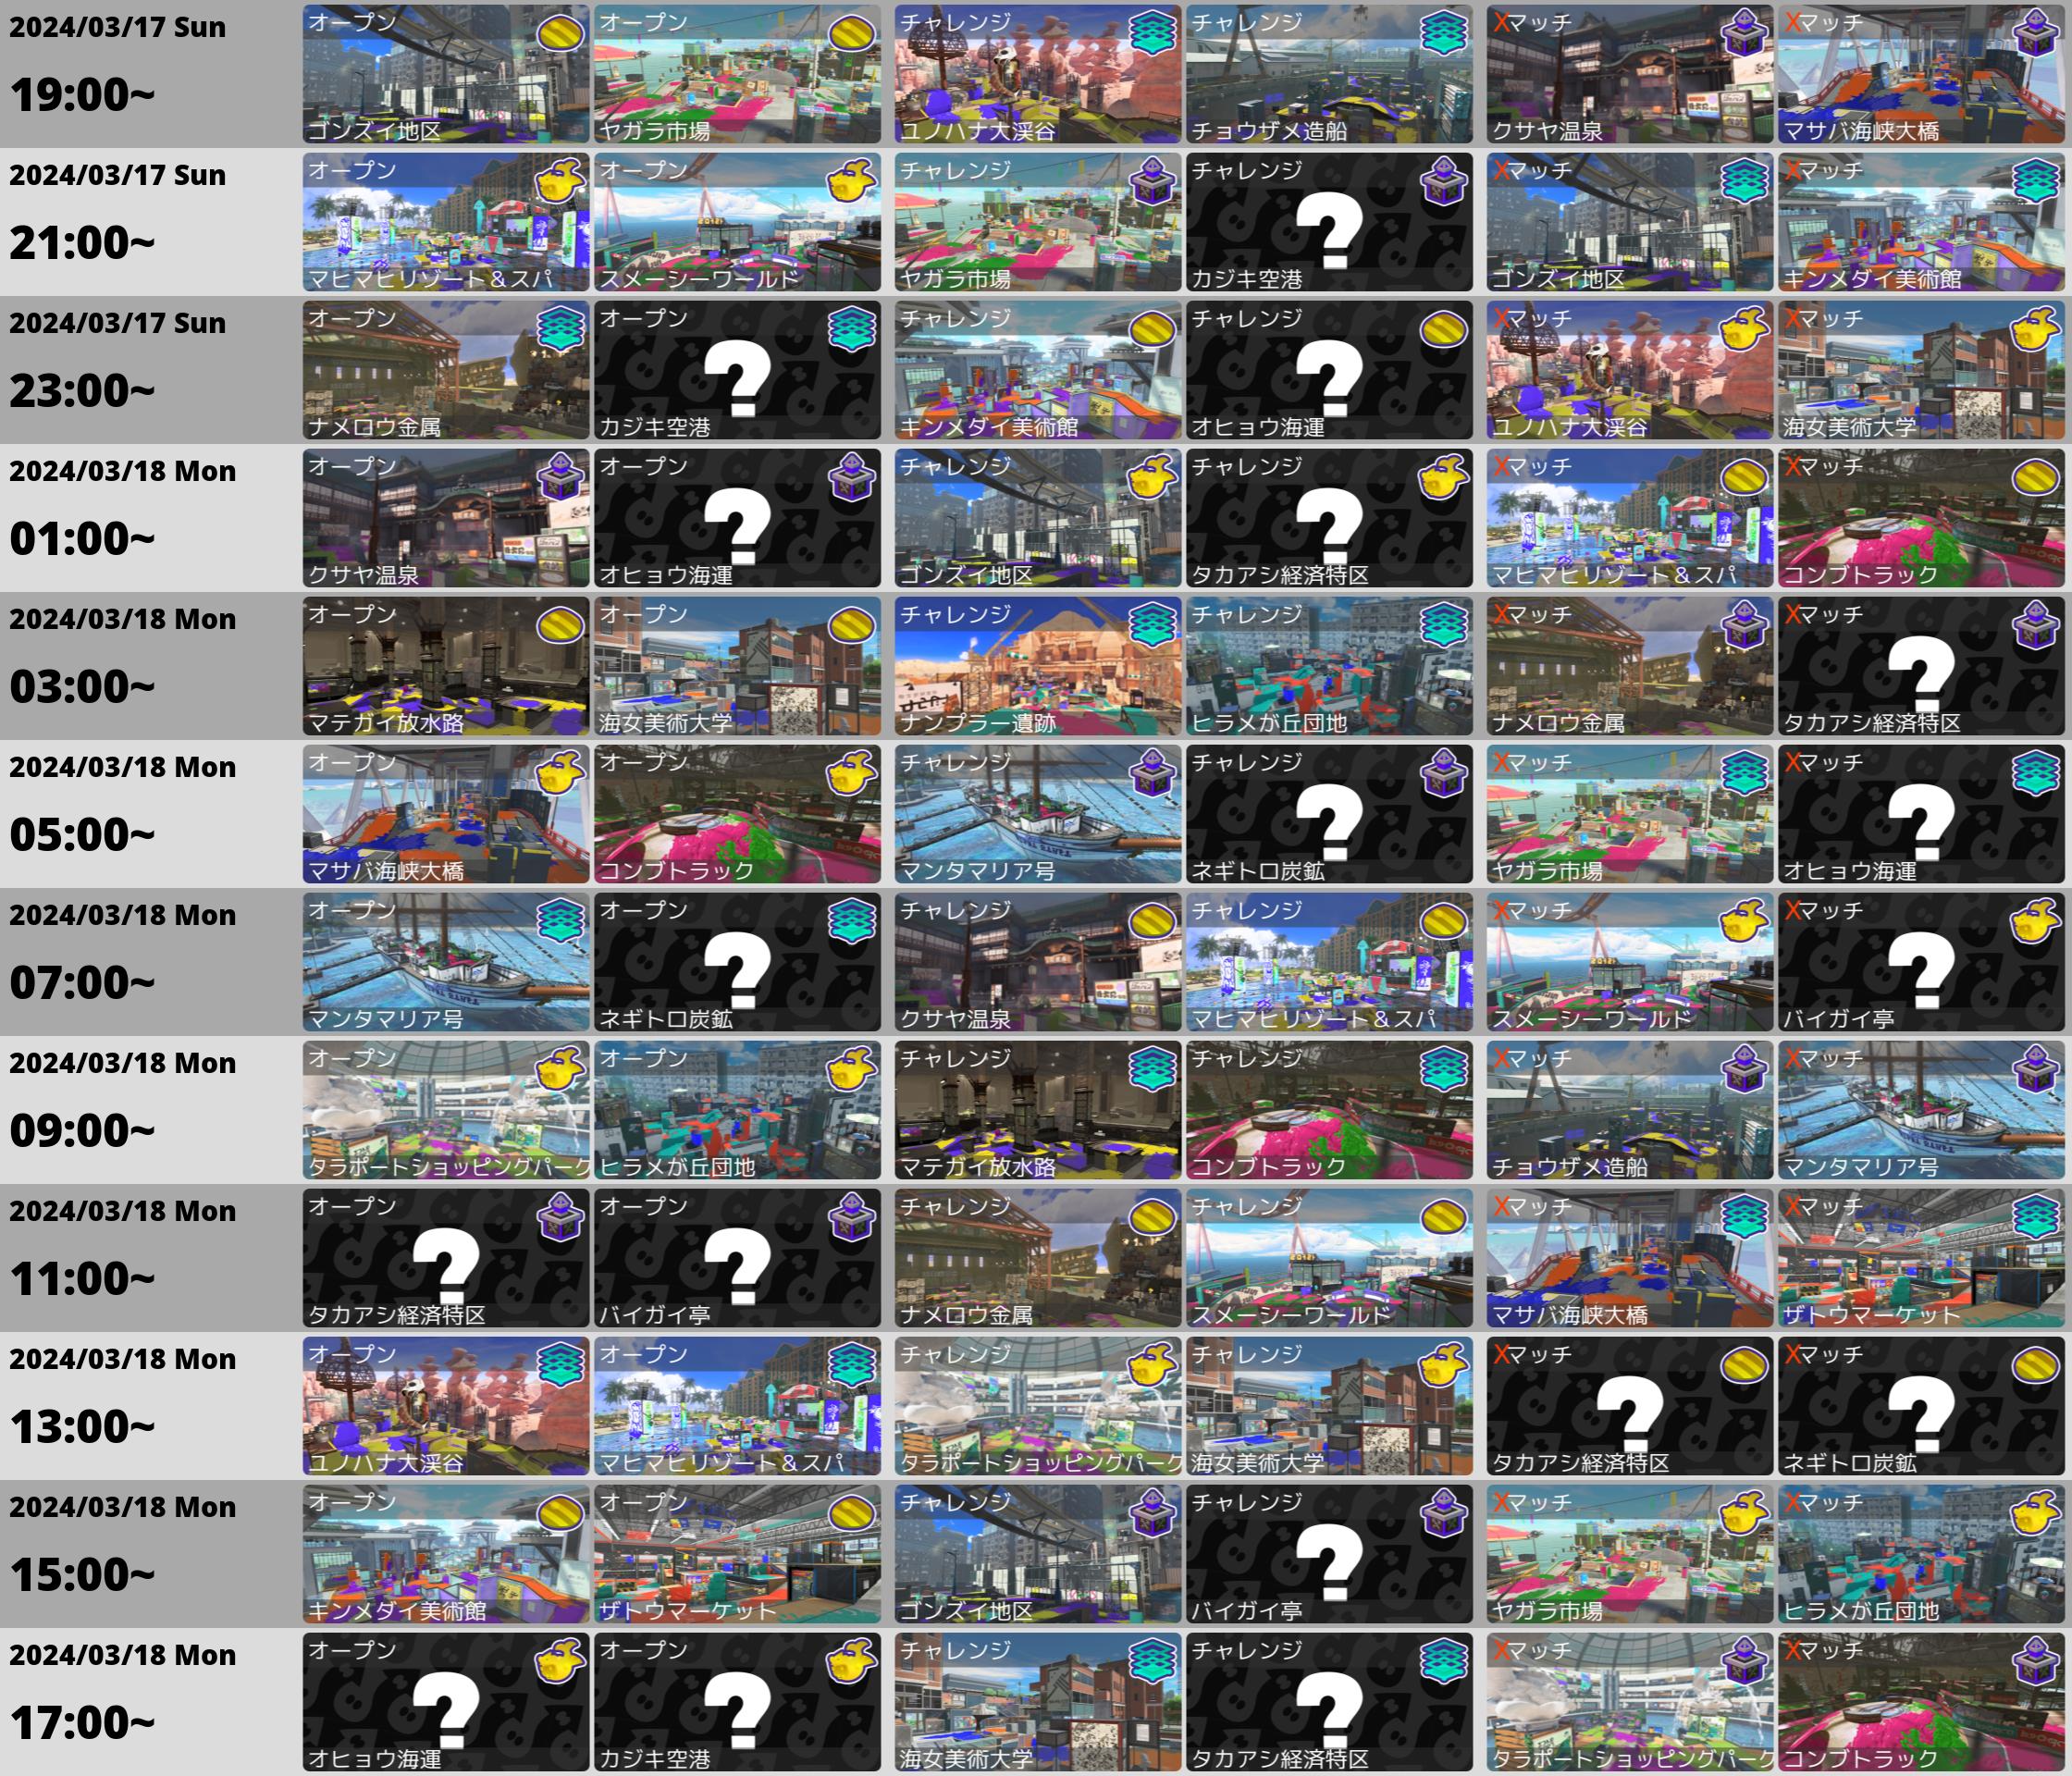 2024/03/17 Sun
19:00~
オープン
ゴンズイ地区
オープン
ヤガラ市場
チャレンジ
ユノハナ大渓谷
チャレンジ
チョウザメ造船
Xマッチ
クサヤ温泉
Xマッチ
マサバ海峡大橋
2024/03/17 Sun
21:00~
オープン
マヒマヒリゾート&スパ
オープン
スメーシーワールド
チャレンジ
ヤガラ市場
チャレンジ
?
カジキ空港
Xマッチ
ゴンズイ地区
Xマッチ
キンメダイ美術館
2024/03/17 Sun
23:00~
オープン
ナメロウ金属
オープン
?
カジキ空港
チャレンジ
キンメダイ美術館
チャレンジ
?
オヒョウ海運
Xマッチ
ユノハナ大渓谷
Xマッチ
海女美術大学
2024/03/18 Mon
01:00~
オープン
クサヤ温泉
オープン
?
オヒョウ海運
チャレンジ
ゴンズイ地区
チャレンジ
?
タカアシ経済特区
Xマッチ
マヒマヒリゾート&スパ
Xマッチ
コンブトラック
2024/03/18 Mon
03:00~
オープン
マテガイ放水路
オープン
海女美術大学
チャレンジ
ナンプラー遺跡
チャレンジ
ヒラメが丘団地
Xマッチ
ナメロウ金属
Xマッチ
?
タカアシ経済特区
2024/03/18 Mon
05:00~
オープン
マサバ海峡大橋
オープン
コンブトラック
チャレンジ
マンタマリア号
チャレンジ
?
ネギトロ炭鉱
Xマッチ
ヤガラ市場
Xマッチ
?
オヒョウ海運
2024/03/18 Mon
07:00~
オープン
マンタマリア号
オープン
?
ネギトロ炭鉱
チャレンジ
クサヤ温泉
チャレンジ
マヒマヒリゾート&スパ
Xマッチ
スメーシーワールド
Xマッチ
?
バイガイ亭
2024/03/18 Mon
09:00~
オープン
タラポートショッピングパーク
オープン
ヒラメが丘団地
チャレンジ
マテガイ放水路
チャレンジ
コンブトラック
Xマッチ
チョウザメ造船
Xマッチ
マンタマリア号
2024/03/18 Mon
11:00~
オープン
?
タカアシ経済特区
オープン
?
バイガイ亭
チャレンジ
ナメロウ金属
チャレンジ
スメーシーワールド
Xマッチ
マサバ海峡大橋
Xマッチ
ザトウマーケット
2024/03/18 Mon
13:00~
オープン
ユノハナ大渓谷
オープン
マヒマヒリゾート&スパ
チャレンジ
タラポートショッピングパーク
チャレンジ
海女美術大学
Xマッチ
?
タカアシ経済特区
Xマッチ
?
ネギトロ炭鉱
2024/03/18 Mon
15:00~
オープン
キンメダイ美術館
オープン
ザトウマーケット
チャレンジ
ゴンズイ地区
チャレンジ
?
バイガイ亭
Xマッチ
ヤガラ市場
Xマッチ
ヒラメが丘団地
2024/03/18 Mon
17:00~
オープン
?
オヒョウ海運
オープン
?
カジキ空港
チャレンジ
海女美術大学
チャレンジ
?
タカアシ経済特区
Xマッチ
タラポートショッピングパーク
Xマッチ
コンブトラック